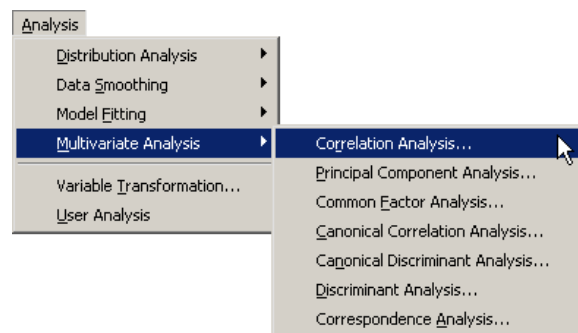 Analysis
Distribution Analysis
Data Smoothing
Model Fitting
Multivariate Analysis
Variable Transformation...
User Analysis
Correlation Analysis...
Principal Component Analysis...
Common Factor Analysis...
Canonical Correlation Analysis...
Canonical Discriminant Analysis...
Discriminant Analysis...
Correspondence Analysis...